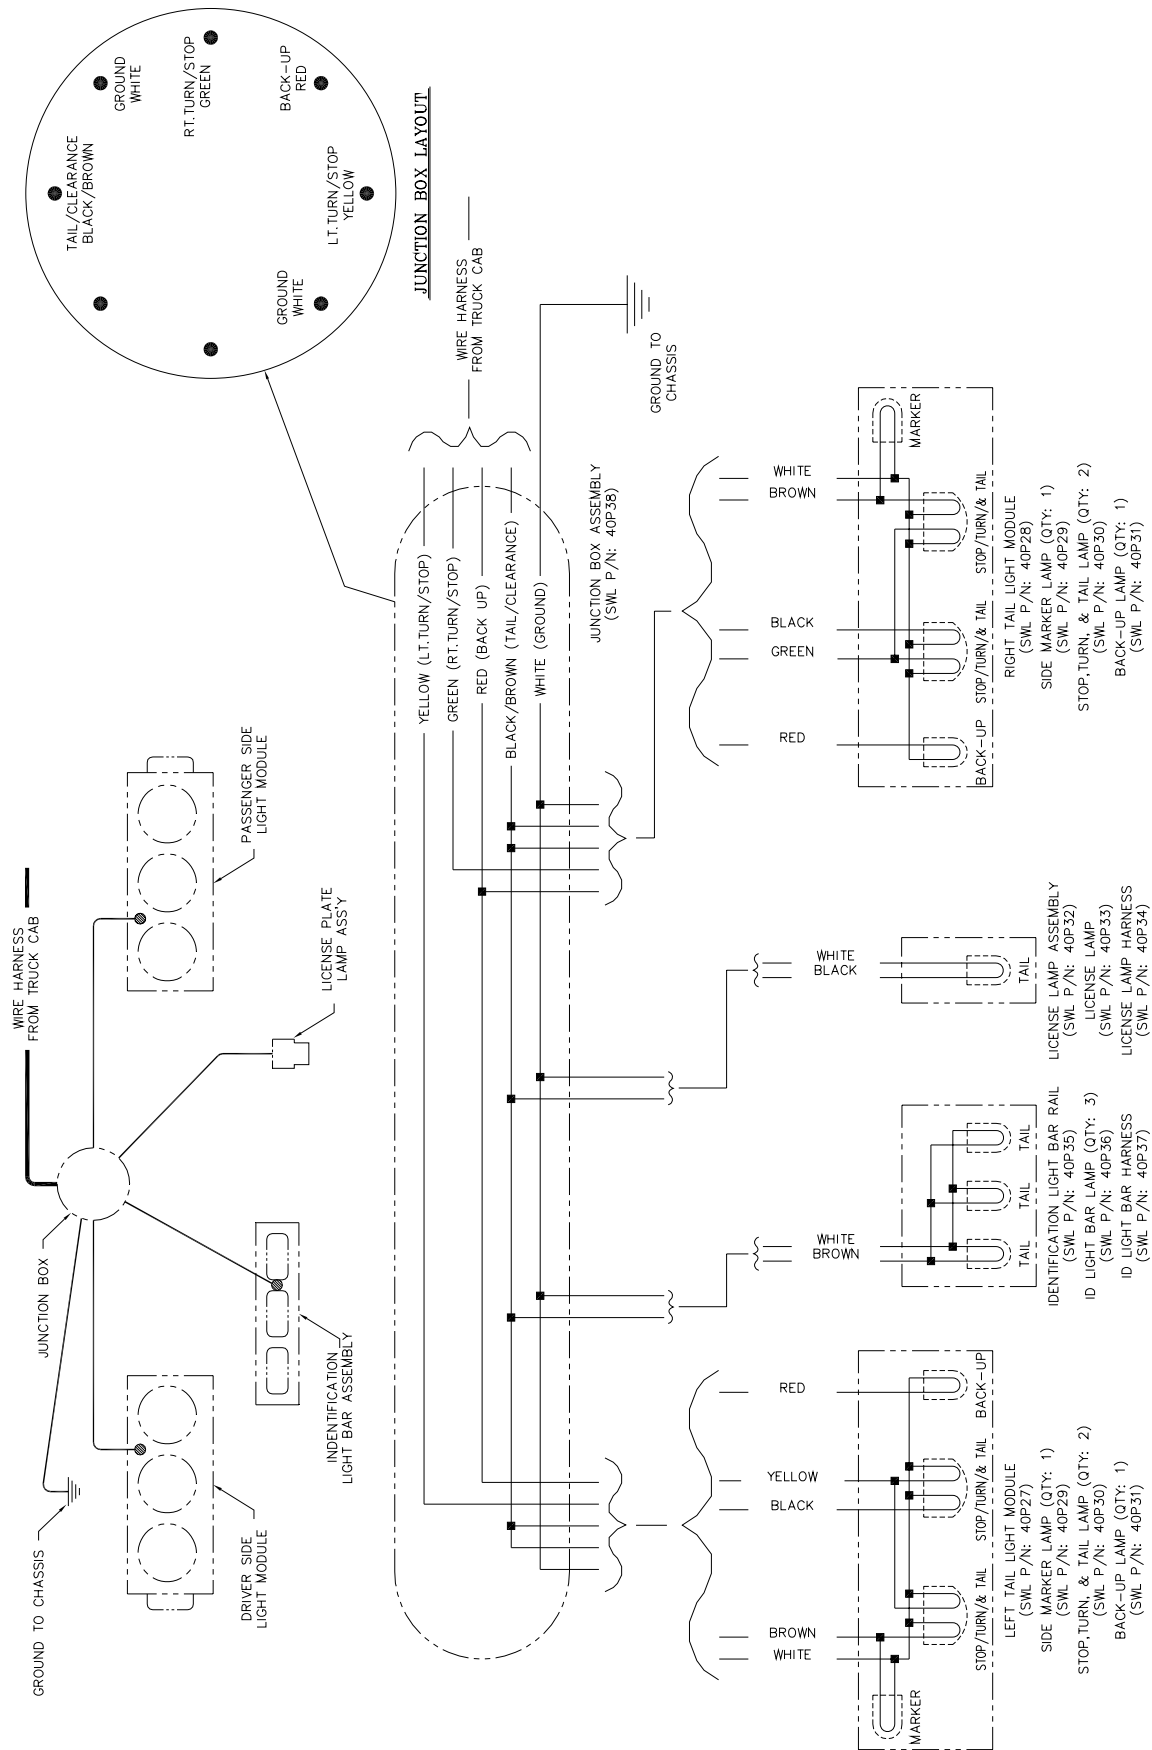 WIRE HARNESS
FROM TRUCK CAB
JUNCTION BOX
GROUND TO CHASSIS
PASSENGER SIDE
LIGHT MODULE
LICENSE PLATE
LAMP ASS'Y
INDENTIFICATION
LIGHT BAR ASSEMBLY
DRIVER SIDE
LIGHT MODULE
TAIL/CLEARANCE
BLACK/BROWN
GROUND
WHITE
RT.TURN/STOP
GREEN
BACK-UP
RED
LT.TURN/STOP
YELLOW
GROUND
WHITE
JUNCTION BOX LAYOUT
WIRE HARNESS
FROM TRUCK CAB
GROUND TO
CHASSIS
YELLOW (LT.TURN/STOP)
GREEN (RT.TURN/STOP)
RED (BACK UP)
BLACK/BROWN (TAIL/CLEARANCE)
WHITE (GROUND)
JUNCTION BOX ASSEMBLY
(SWL P/N: 40P38)
RED
YELLOW
BLACK
BROWN
WHITE
MARKER
STOP/TURN/& TAIL
STOP/TURN/& TAIL
BACK-UP
LEFT TAIL LIGHT MODULE
(SWL P/N: 40P27)
SIDE MARKER LAMP (QTY: 1)
(SWL P/N: 40P29)
STOP,TURN, & TAIL LAMP (QTY: 2)
(SWL P/N: 40P30)
BACK-UP LAMP (QTY: 1)
(SWL P/N: 40P31)
WHITE
BROWN
TAIL
TAIL
TAIL
IDENTIFICATION LIGHT BAR RAIL
(SWL P/N: 40P35)
ID LIGHT BAR LAMP (QTY: 3)
(SWL P/N: 40P36)
ID LIGHT BAR HARNESS
(SWL P/N: 40P37)
WHITE
BLACK
TAIL
LICENSE LAMP ASSEMBLY
(SWL P/N: 40P32)
LICENSE LAMP
(SWL P/N: 40P33)
LICENSE LAMP HARNESS
(SWL P/N: 40P34)
WHITE
BROWN
BLACK
GREEN
RED
BACK-UP
STOP/TURN/& TAIL
STOP/TURN/& TAIL
MARKER
RIGHT TAIL LIGHT MODULE
(SWL P/N: 40P28)
SIDE MARKER LAMP (QTY: 1)
(SWL P/N: 40P29)
STOP,TURN, & TAIL LAMP (QTY: 2)
(SWL P/N: 40P30)
BACK-UP LAMP (QTY: 1)
(SWL P/N: 40P31)